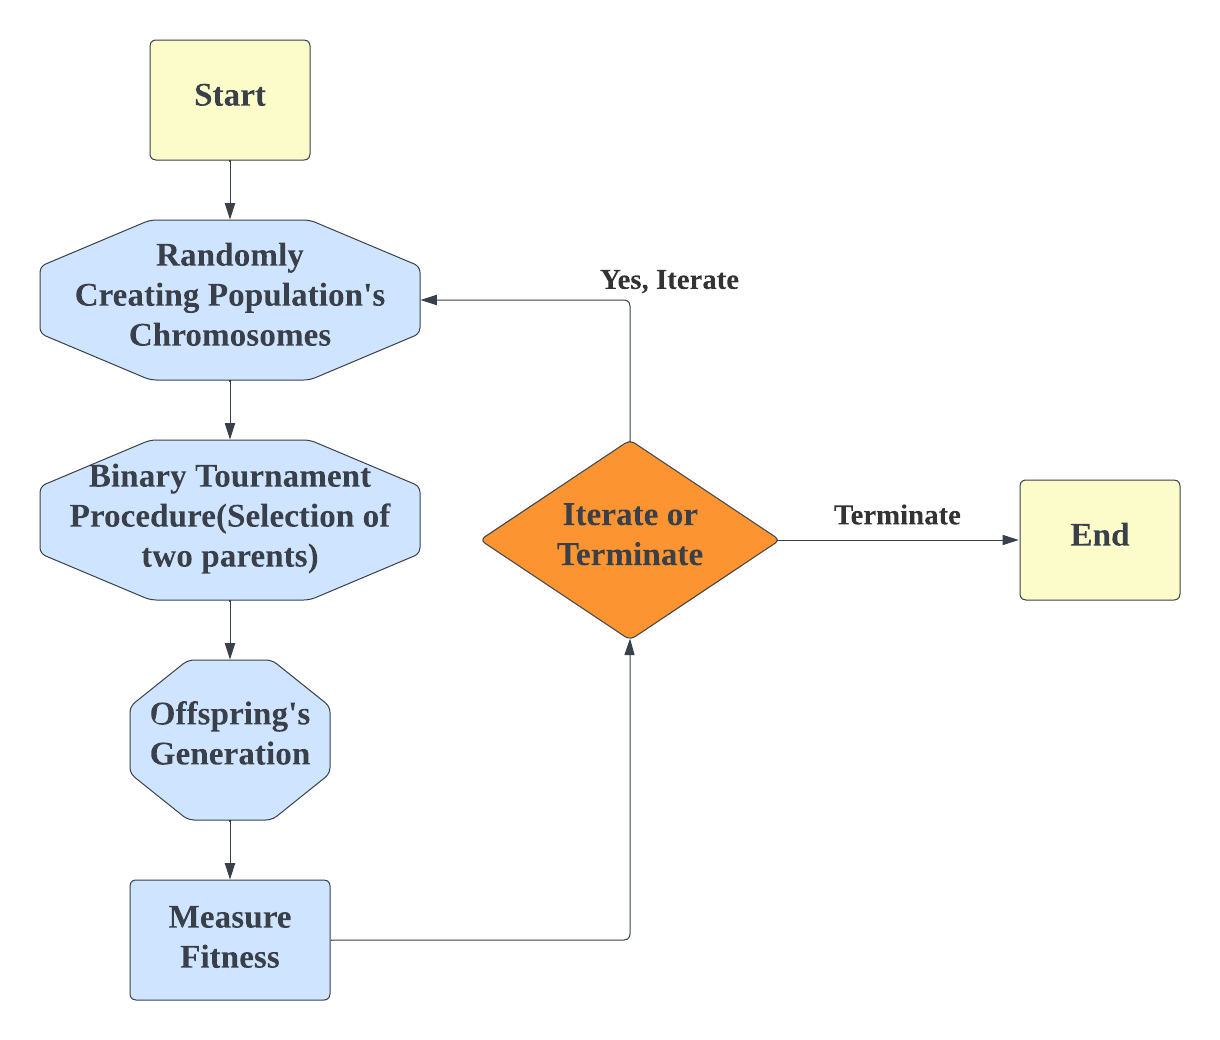 Start
Randomly
Creating Population's
Chromosomes
Yes, Iterate
Binary Tournament
Procedure(Selection of
two parents)
Iterate or
Terminate
Terminate
End
Offspring's
Generation
Measure
Fitness